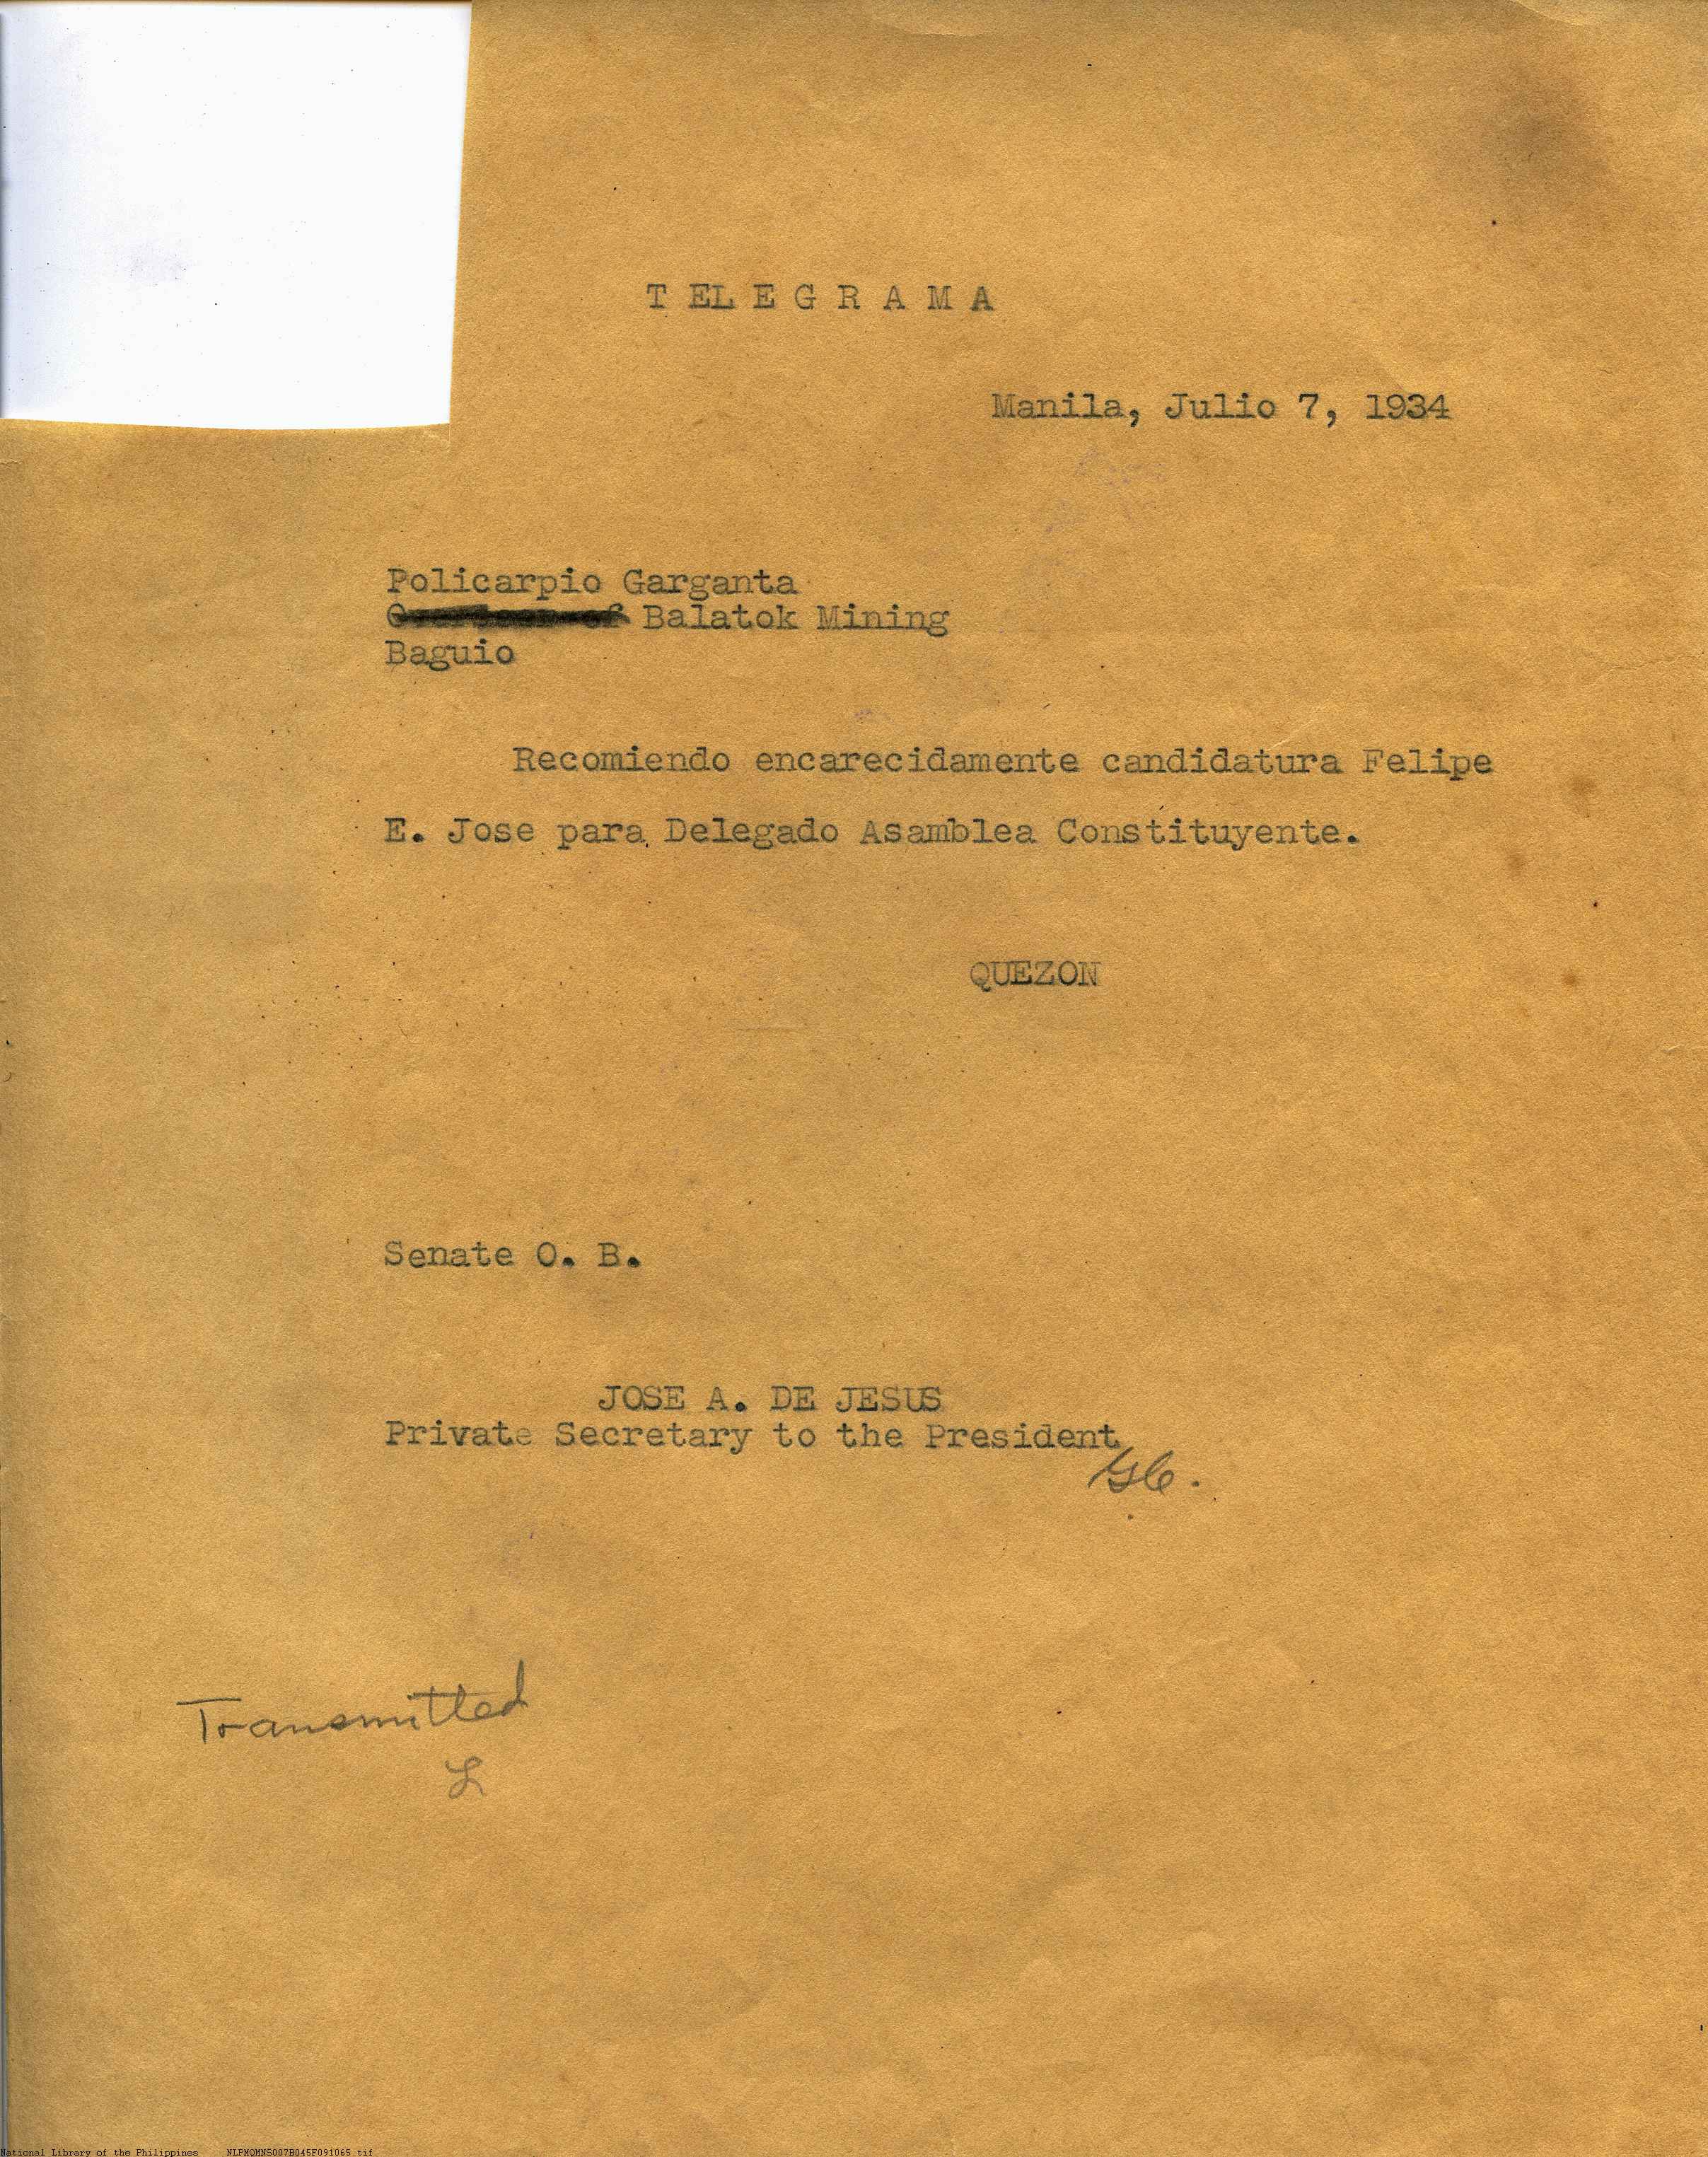 T E L E G R A M A
Manila, Julio 7, 1934
Policarpio Garganta
Balatok Mining
Baguio
Recomiendo encarecidamente candidatura Felipe
E. Jose para Delegado Asamblea Constituyente.
QUEZON
Senate O. B.
JOSE A. DE JESUS
Private Secretary to the President
Transmitted
L
National Library of the Philippines NLPMQMNS007B045F091065.tif